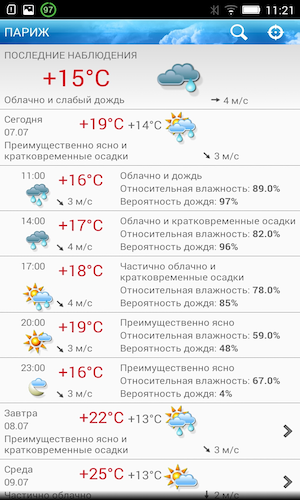 97
11:21
ПАРИЖ
ПОСЛЕДНИЕ НАБЛЮДЕНИЯ
+15°C
Облачно и слабый дождь
4 м/с
Сегодня
07.07
+19°C +14°C
Преимущественно ясно и
кратковременные осадки
3 м/с
11:00
+16°C
3 м/с
Облачно и дождь
Относительная влажность: 89.0%
Вероятность дождя: 97%
14:00
+17°C
4 м/с
Облачно и кратковременные осадки
Относительная влажность: 82.0%
Вероятность дождя: 96%
17:00
+18°C
4 м/с
Частично облачно и
кратковременные осадки
Относительная влажность: 78.0%
Вероятность дождя: 85%
20:00
+19°C
3 м/с
Преимущественно ясно
Относительная влажность: 59.0%
Вероятность дождя: 48%
23:00
+16°C
3 м/с
Преимущественно ясно
Относительная влажность: 67.0%
Вероятность дождя: 4%
Завтра
08.07
+22°C +13°C
Преимущественно ясно и
кратковременные осадки
3 м/с
Среда
09.07
+25°C +13°C
Частично облачно
2 м/с